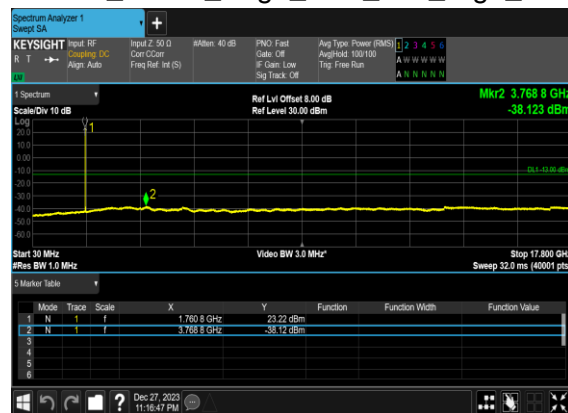 Spectrum Analyzer 1
Swept SA
+
KEYSIGHT Input: RF Input Z: 50 Ω #Atten: 40 dB PNO: Fast Avg Type: Power (RMS) 1 2 3 4 5 6
R T Coupling: DC Corr CCorr Gate: Off Avg|Hold: 100/100 A W W W W W
Align: Auto Freq Ref: Int (S) IF Gain: Low Trig: Free Run
LM Sig Track: Off A N N N N N
1 Spectrum Ref Lvl Offset 8.00 dB Mkr2 3.768 8 GHz
Scale/Div 10 dB Ref Level 30.00 dBm -38.123 dBm
Log
1
20.0
10.0
0.00
-10.0
DL1 -13.00 dBm
-20.0
-30.0
2
-40.0
-50.0
-60.0
Start 30 MHz Video BW 3.0 MHz* Stop 17.800 GHz
#Res BW 1.0 MHz Sweep 32.0 ms (40001 pts)
5 Marker Table
Mode Trace Scale X Y Function Function Width Function Value
1 N 1 f 1.760 8 GHz 23.22 dBm
2 N 1 f 3.768 8 GHz -38.12 dBm
3
4
5
6
? Dec 27, 2023
11:16:47 PM